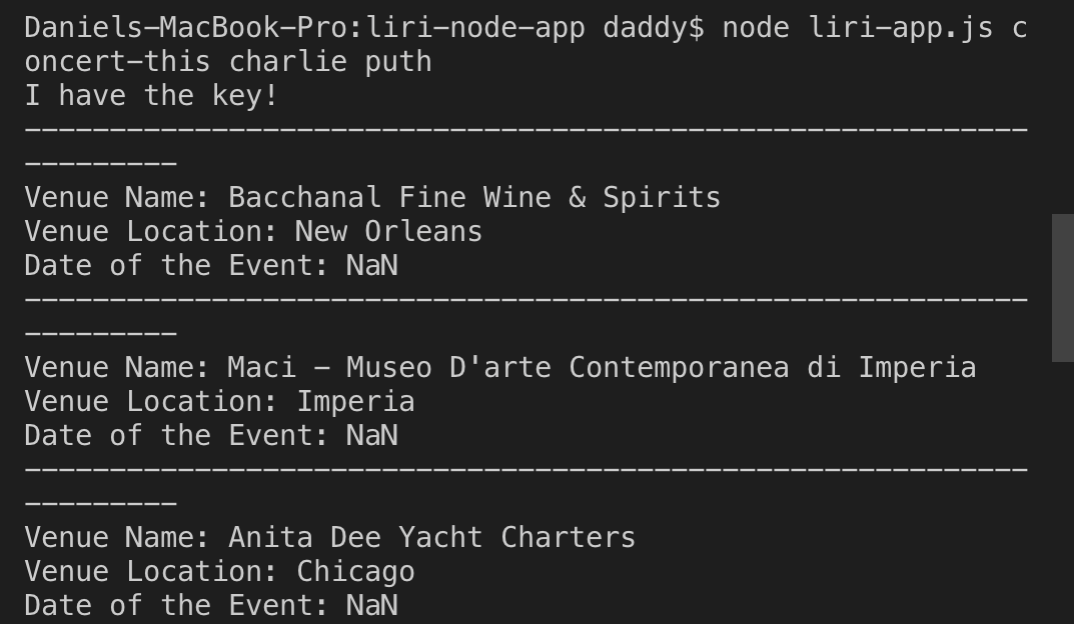 Daniels-MacBook-Pro:liri-node-app daddy$ node liri-app.js c
oncert-this charlie puth
I have the key!
-----------------------------------------------------------
---------
Venue Name: Bacchanal Fine Wine & Spirits
Venue Location: New Orleans
Date of the Event: NaN
-----------------------------------------------------------
---------
Venue Name: Maci - Museo D'arte Contemporanea di Imperia
Venue Location: Imperia
Date of the Event: NaN
-----------------------------------------------------------
---------
Venue Name: Anita Dee Yacht Charters
Venue Location: Chicago
Date of the Event: NaN